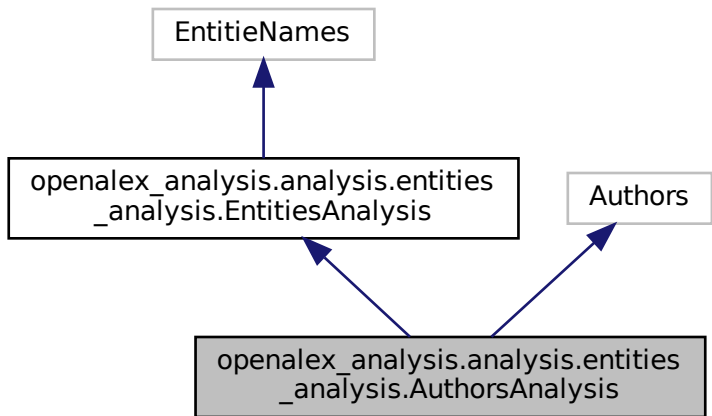 EntitieNames
openalex_analysis.analysis.entities
_analysis.EntitiesAnalysis
Authors
openalex_analysis.analysis.entities
_analysis.AuthorsAnalysis